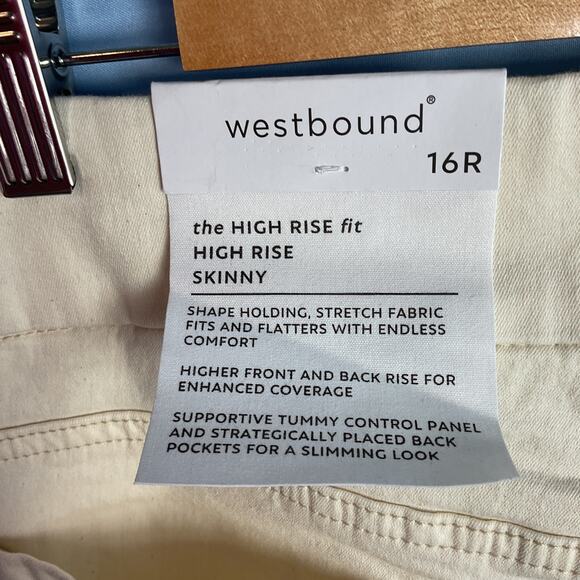 westbound®
16R
the HIGH RISE fit
HIGH RISE
SKINNY
SHAPE HOLDING, STRETCH FABRIC
FITS AND FLATTERS WITH ENDLESS
COMFORT
HIGHER FRONT AND BACK RISE FOR
ENHANCED COVERAGE
SUPPORTIVE TUMMY CONTROL PANEL
AND STRATEGICALLY PLACED BACK
POCKETS FOR A SLIMMING LOOK